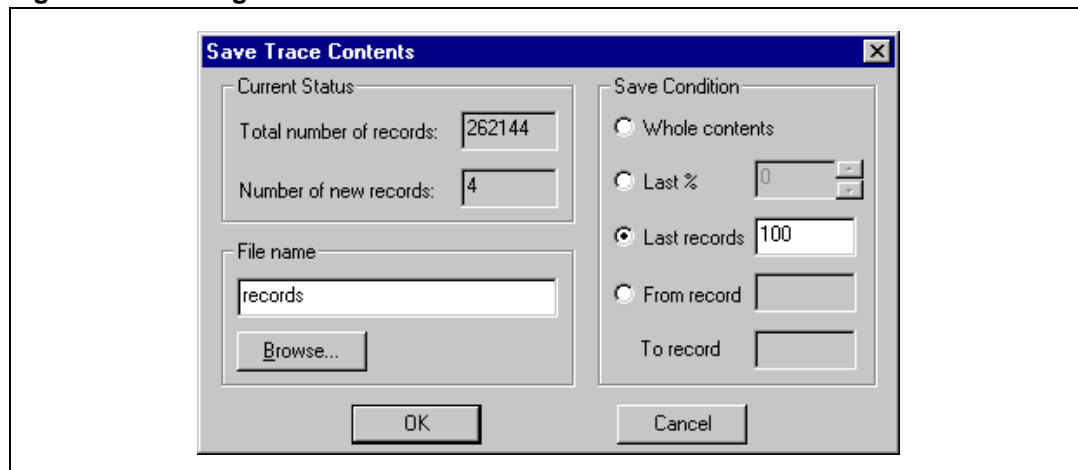 Save Trace Contents
Current Status
Total number of records: 262144
Number of new records: 4
File name
records
Browse...
Save Condition
Whole contents
Last % 0
Last records 100
From record
To record
OK
Cancel